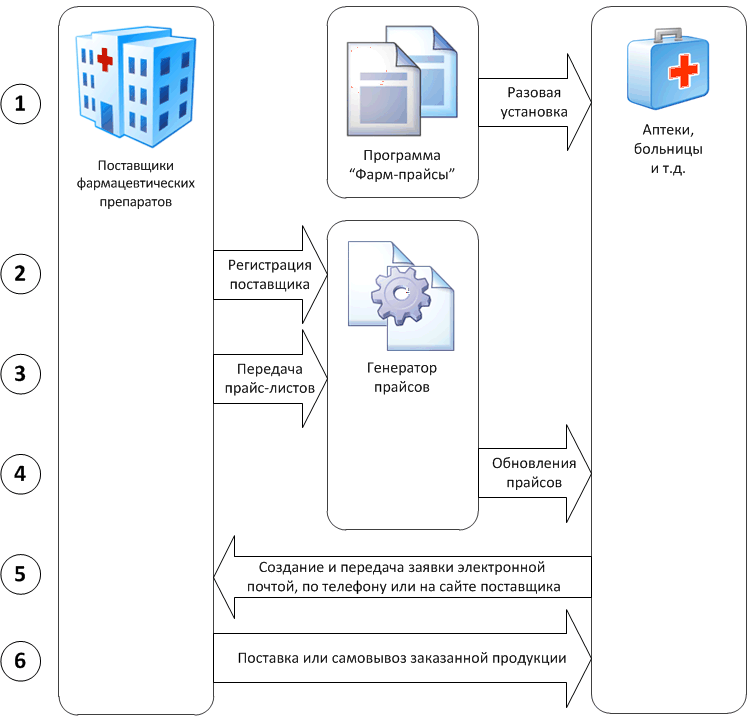 1
Поставщики
фармацевтических
препаратов
Программа
“Фарм-прайсы”
Разовая
установка
Аптеки,
больницы
и т.д.
2
Регистрация
поставщика
Генератор
прайсов
3
Передача
прайс-листов
4
Обновления
прайсов
5
Создание и передача заявки электронной
почтой, по телефону или на сайте поставщика
6
Поставка или самовывоз заказанной продукции